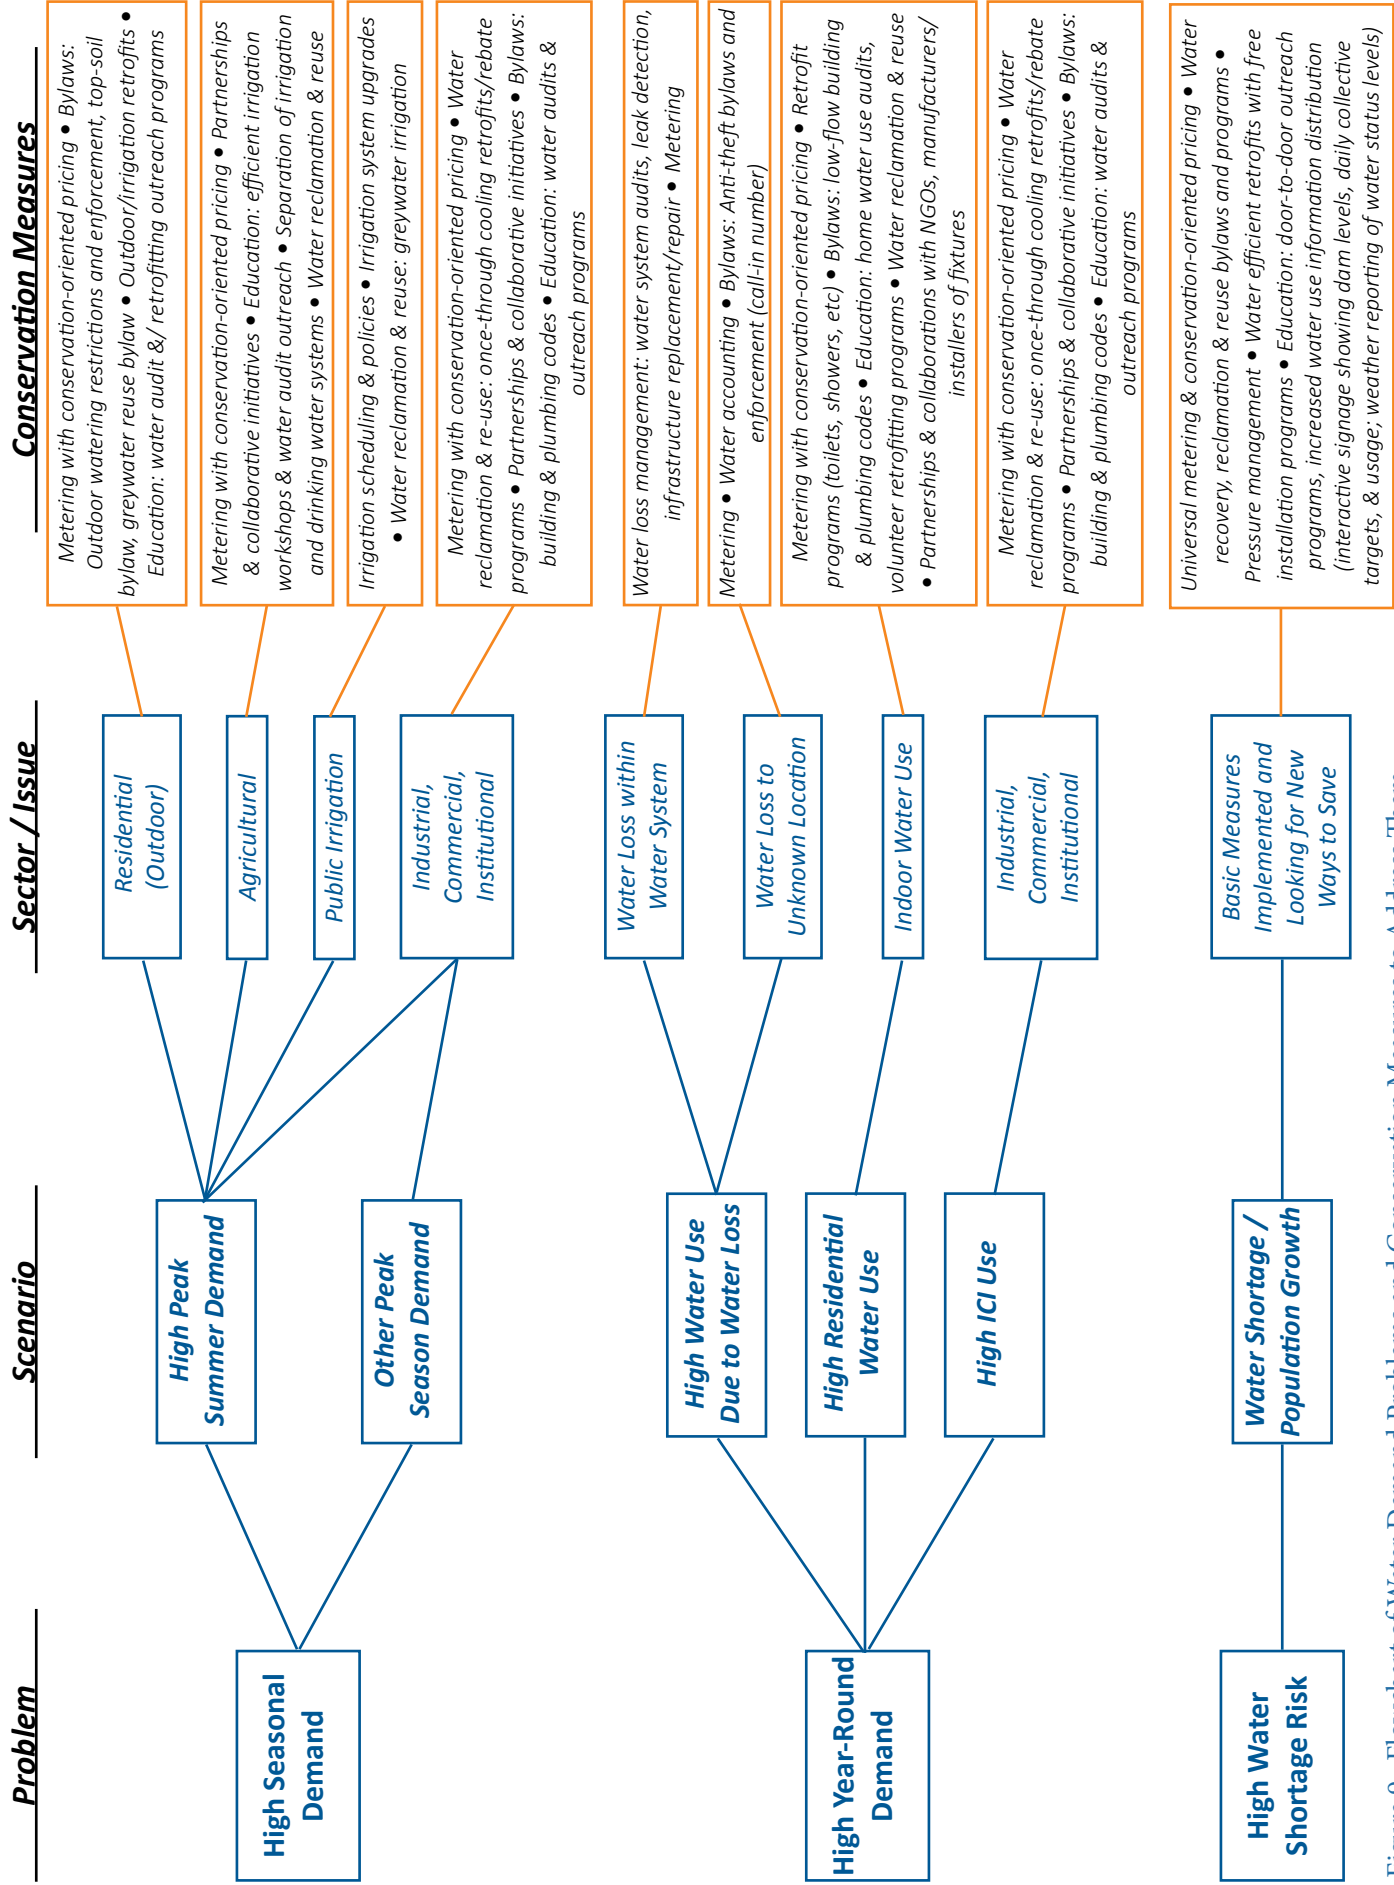 Problem
Scenario
Sector / Issue
Conservation Measures
High Seasonal
Demand
High Peak
Summer Demand
Other Peak
Season Demand
Residential
(Outdoor)
Agricultural
Public Irrigation
Industrial,
Commercial,
Institutional
Metering with conservation-oriented pricing • Bylaws:
Outdoor watering restrictions and enforcement, top-soil
bylaw, greywater reuse bylaw • Outdoor/irrigation retrofits •
Education: water audit &/ retrofitting outreach programs
Metering with conservation-oriented pricing • Partnerships
& collaborative initiatives • Education: efficient irrigation
workshops & water audit outreach • Separation of irrigation
and drinking water systems • Water reclamation & reuse
Irrigation scheduling & policies • Irrigation system upgrades
• Water reclamation & reuse: greywater irrigation
Metering with conservation-oriented pricing • Water
reclamation & re-use: once-through cooling retrofits/rebate
programs • Partnerships & collaborative initiatives • Bylaws:
building & plumbing codes • Education: water audits &
outreach programs
High Year-Round
Demand
High Water Use
Due to Water Loss
High Residential
Water Use
High ICI Use
Water Loss within
Water System
Water Loss to
Unknown Location
Indoor Water Use
Industrial,
Commercial,
Institutional
Water loss management: water system audits, leak detection,
infrastructure replacement/repair • Metering
Metering • Water accounting • Bylaws: Anti-theft bylaws and
enforcement (call-in number)
Metering with conservation-oriented pricing • Retrofit
programs (toilets, showers, etc) • Bylaws: low-flow building
& plumbing codes • Education: home water use audits,
volunteer retrofitting programs • Water reclamation & reuse
• Partnerships & collaborations with NGOs, manufacturers/
installers of fixtures
Metering with conservation-oriented pricing • Water
reclamation & re-use: once-through cooling retrofits/rebate
programs • Partnerships & collaborative initiatives • Bylaws:
building & plumbing codes • Education: water audits &
outreach programs
High Water
Shortage Risk
Water Shortage /
Population Growth
Basic Measures
Implemented and
Looking for New
Ways to Save
Universal metering & conservation-oriented pricing • Water
recovery, reclamation & reuse bylaws and programs •
Pressure management • Water efficient retrofits with free
installation programs • Education: door-to-door outreach
programs, increased water use information distribution
(interactive signage showing dam levels, daily collective
targets, & usage; weather reporting of water status levels)